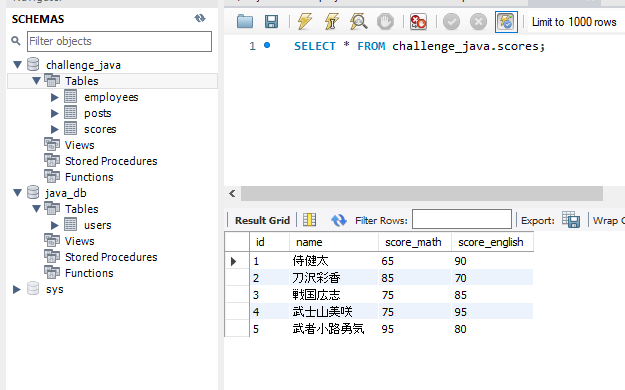 SCHEMAS
Filter objects
challenge_java
Tables
employees
posts
scores
Views
Stored Procedures
Functions
java_db
Tables
users
Views
Stored Procedures
Functions
sys
Limit to 1000 rows
1 SELECT * FROM challenge_java.scores;
Result Grid Filter Rows: Export: Wrap C
id name score_math score_english
1 侍健太 65 90
2 刀沢彩香 85 70
3 戦国広志 75 85
4 武士山美咲 75 95
5 武者小路勇気 95 80